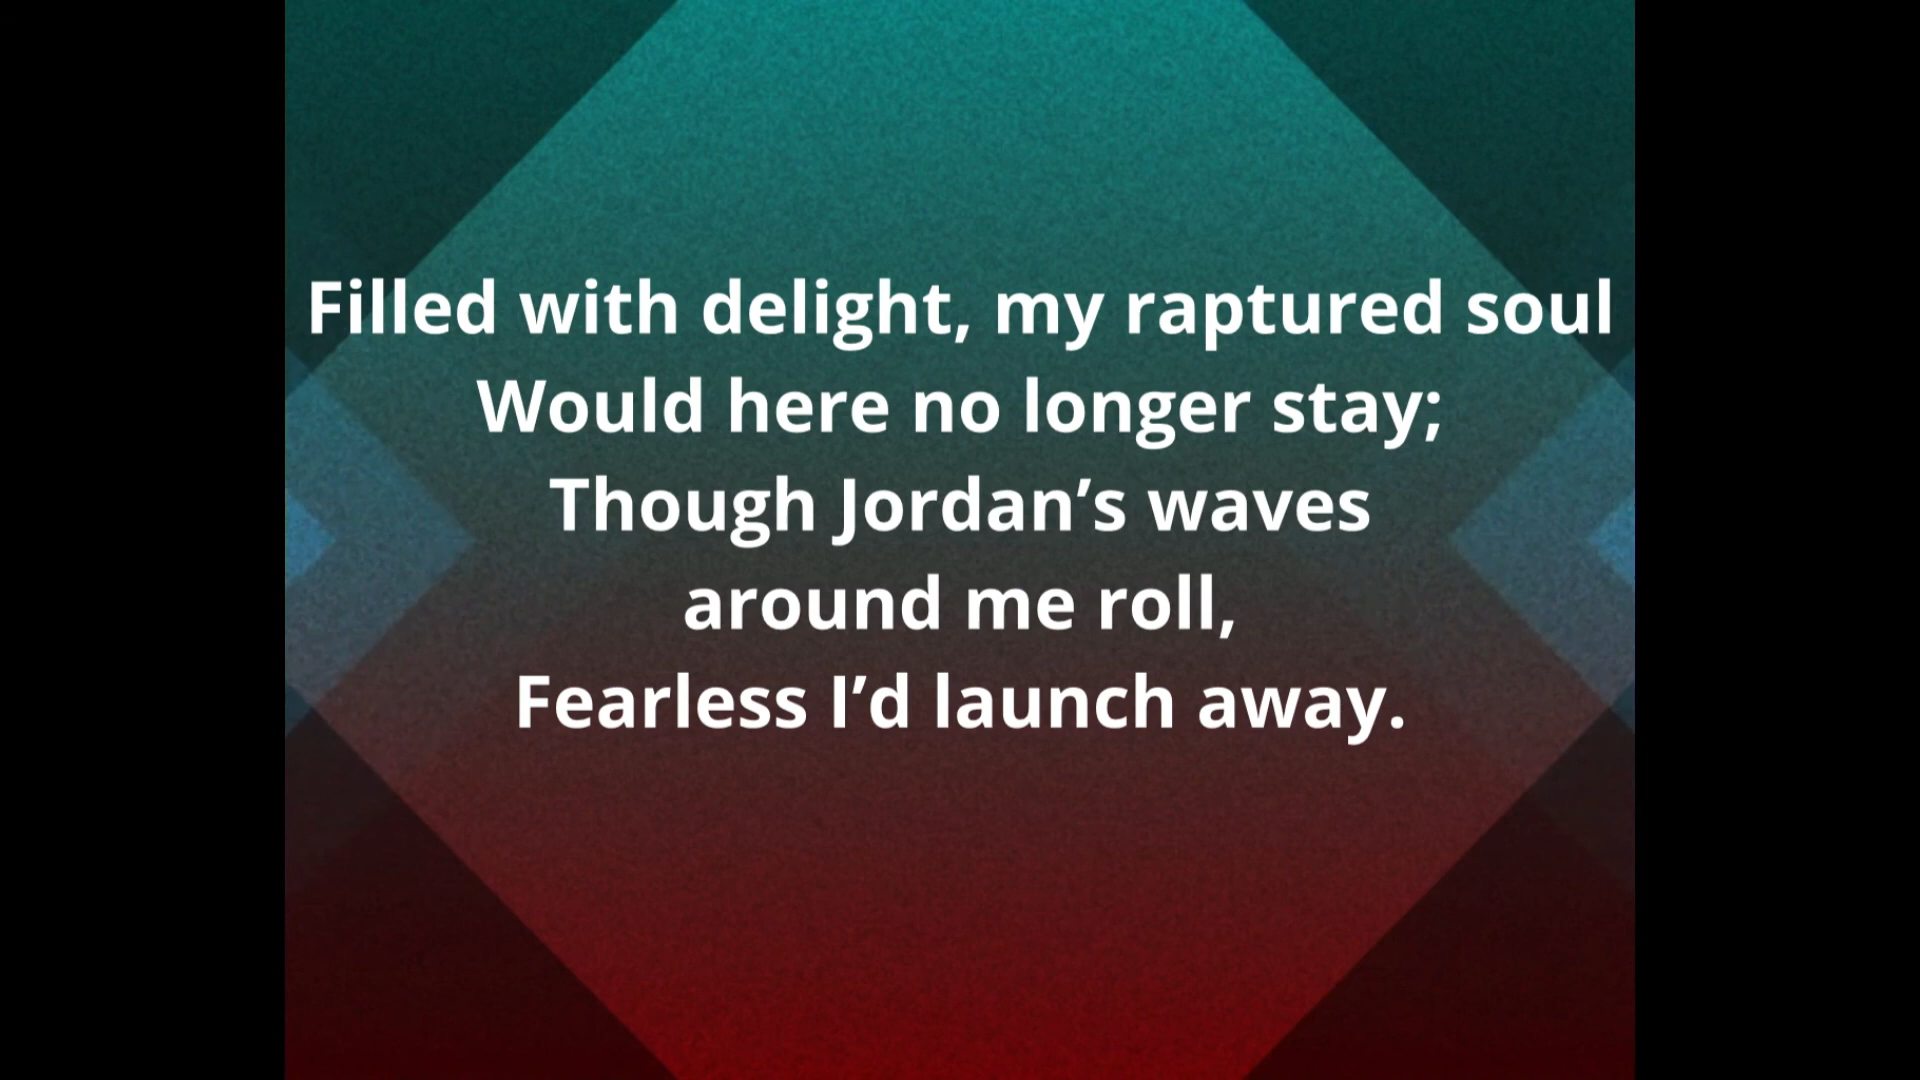 Filled with delight, my raptured soul
Would here no longer stay;
Though Jordan’s waves
around me roll,
Fearless I’d launch away.